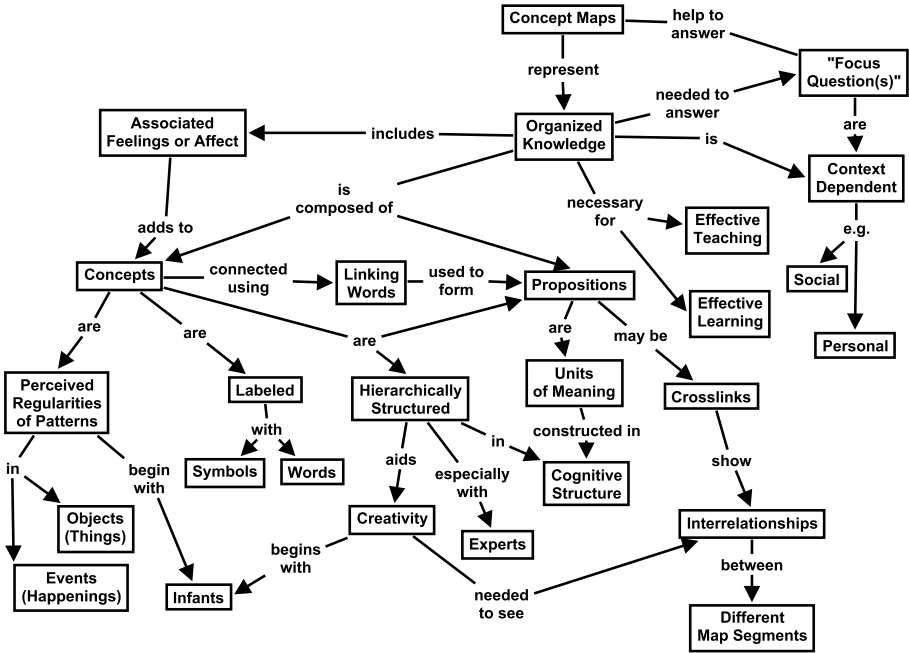 Concept Maps
help to
answer
"Focus
Question(s)"
represent
needed to
answer
Associated
Feelings or Affect
includes
Organized
Knowledge
is
are
Context
Dependent
is
composed of
necessary
for
Effective
Teaching
e.g.
adds to
Concepts
connected
using
Linking
Words
used to
form
Propositions
Social
Effective
Learning
Personal
are
are
are
are
may be
Perceived
Regularities
of Patterns
Labeled
Hierarchically
Structured
Units
of Meaning
Crosslinks
with
in
constructed in
in
begin
with
Symbols
Words
aids
especially
with
Cognitive
Structure
show
Objects
(Things)
Creativity
Experts
Interrelationships
Events
(Happenings)
Infants
begins
with
needed
to see
between
Different
Map Segments